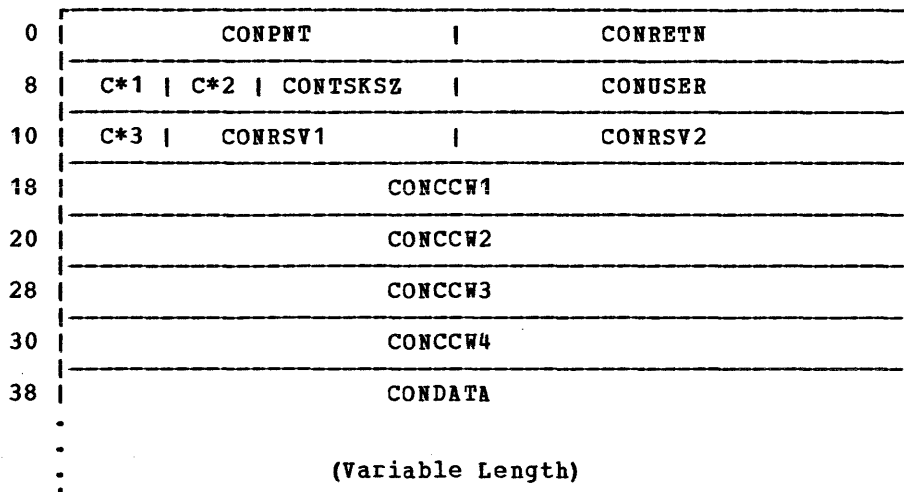 0 | CONPNT | CONRETN
8 | C*1 | C*2 | CONTSKSZ | CONUSER
10 | C*3 | CONRSV1 | CONRSV2
18 | CONCCW1
20 | CONCCW2
28 | CONCCW3
30 | CONCCW4
38 | CONDATA
(Variable Length)